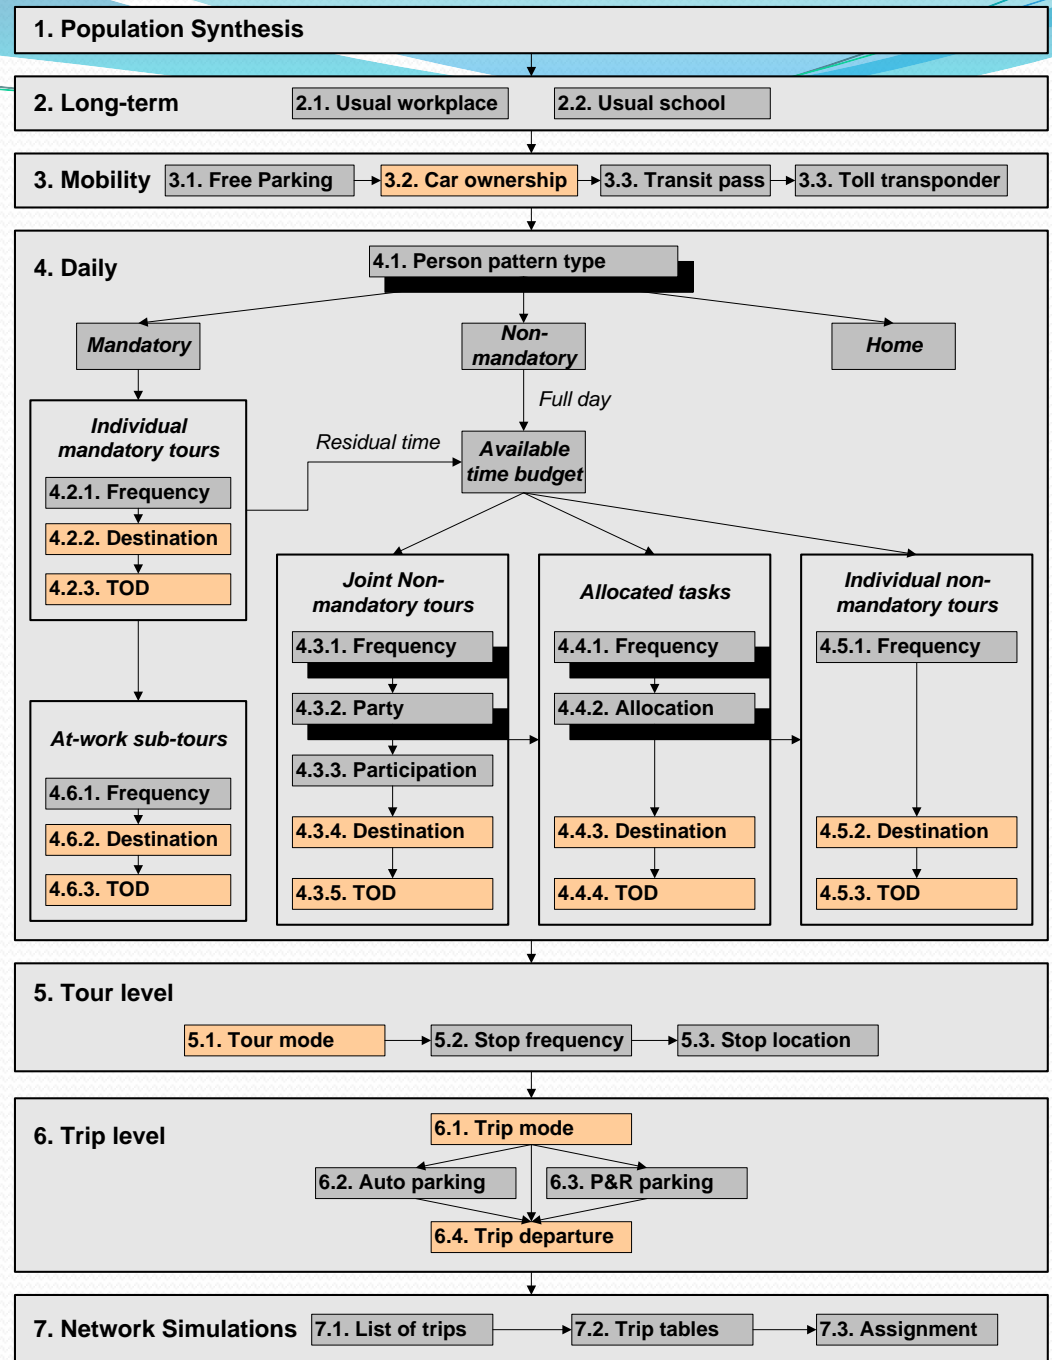 1. Population Synthesis
2. Long-term
2.1. Usual workplace
2.2. Usual school
3. Mobility
3.1. Free Parking
3.2. Car ownership
3.3. Transit pass
3.3. Toll transponder
4. Daily
4.1. Person pattern type
Mandatory
Non-
mandatory
Home
Full day
Individual
mandatory tours
4.2.1. Frequency
4.2.2. Destination
4.2.3. TOD
Residual time
Available
time budget
Joint Non-
mandatory tours
4.3.1. Frequency
4.3.2. Party
4.3.3. Participation
4.3.4. Destination
4.3.5. TOD
Allocated tasks
4.4.1. Frequency
4.4.2. Allocation
4.4.3. Destination
4.4.4. TOD
Individual non-
mandatory tours
4.5.1. Frequency
4.5.2. Destination
4.5.3. TOD
At-work sub-tours
4.6.1. Frequency
4.6.2. Destination
4.6.3. TOD
5. Tour level
5.1. Tour mode
5.2. Stop frequency
5.3. Stop location
6. Trip level
6.1. Trip mode
6.2. Auto parking
6.3. P&R parking
6.4. Trip departure
7. Network Simulations
7.1. List of trips
7.2. Trip tables
7.3. Assignment